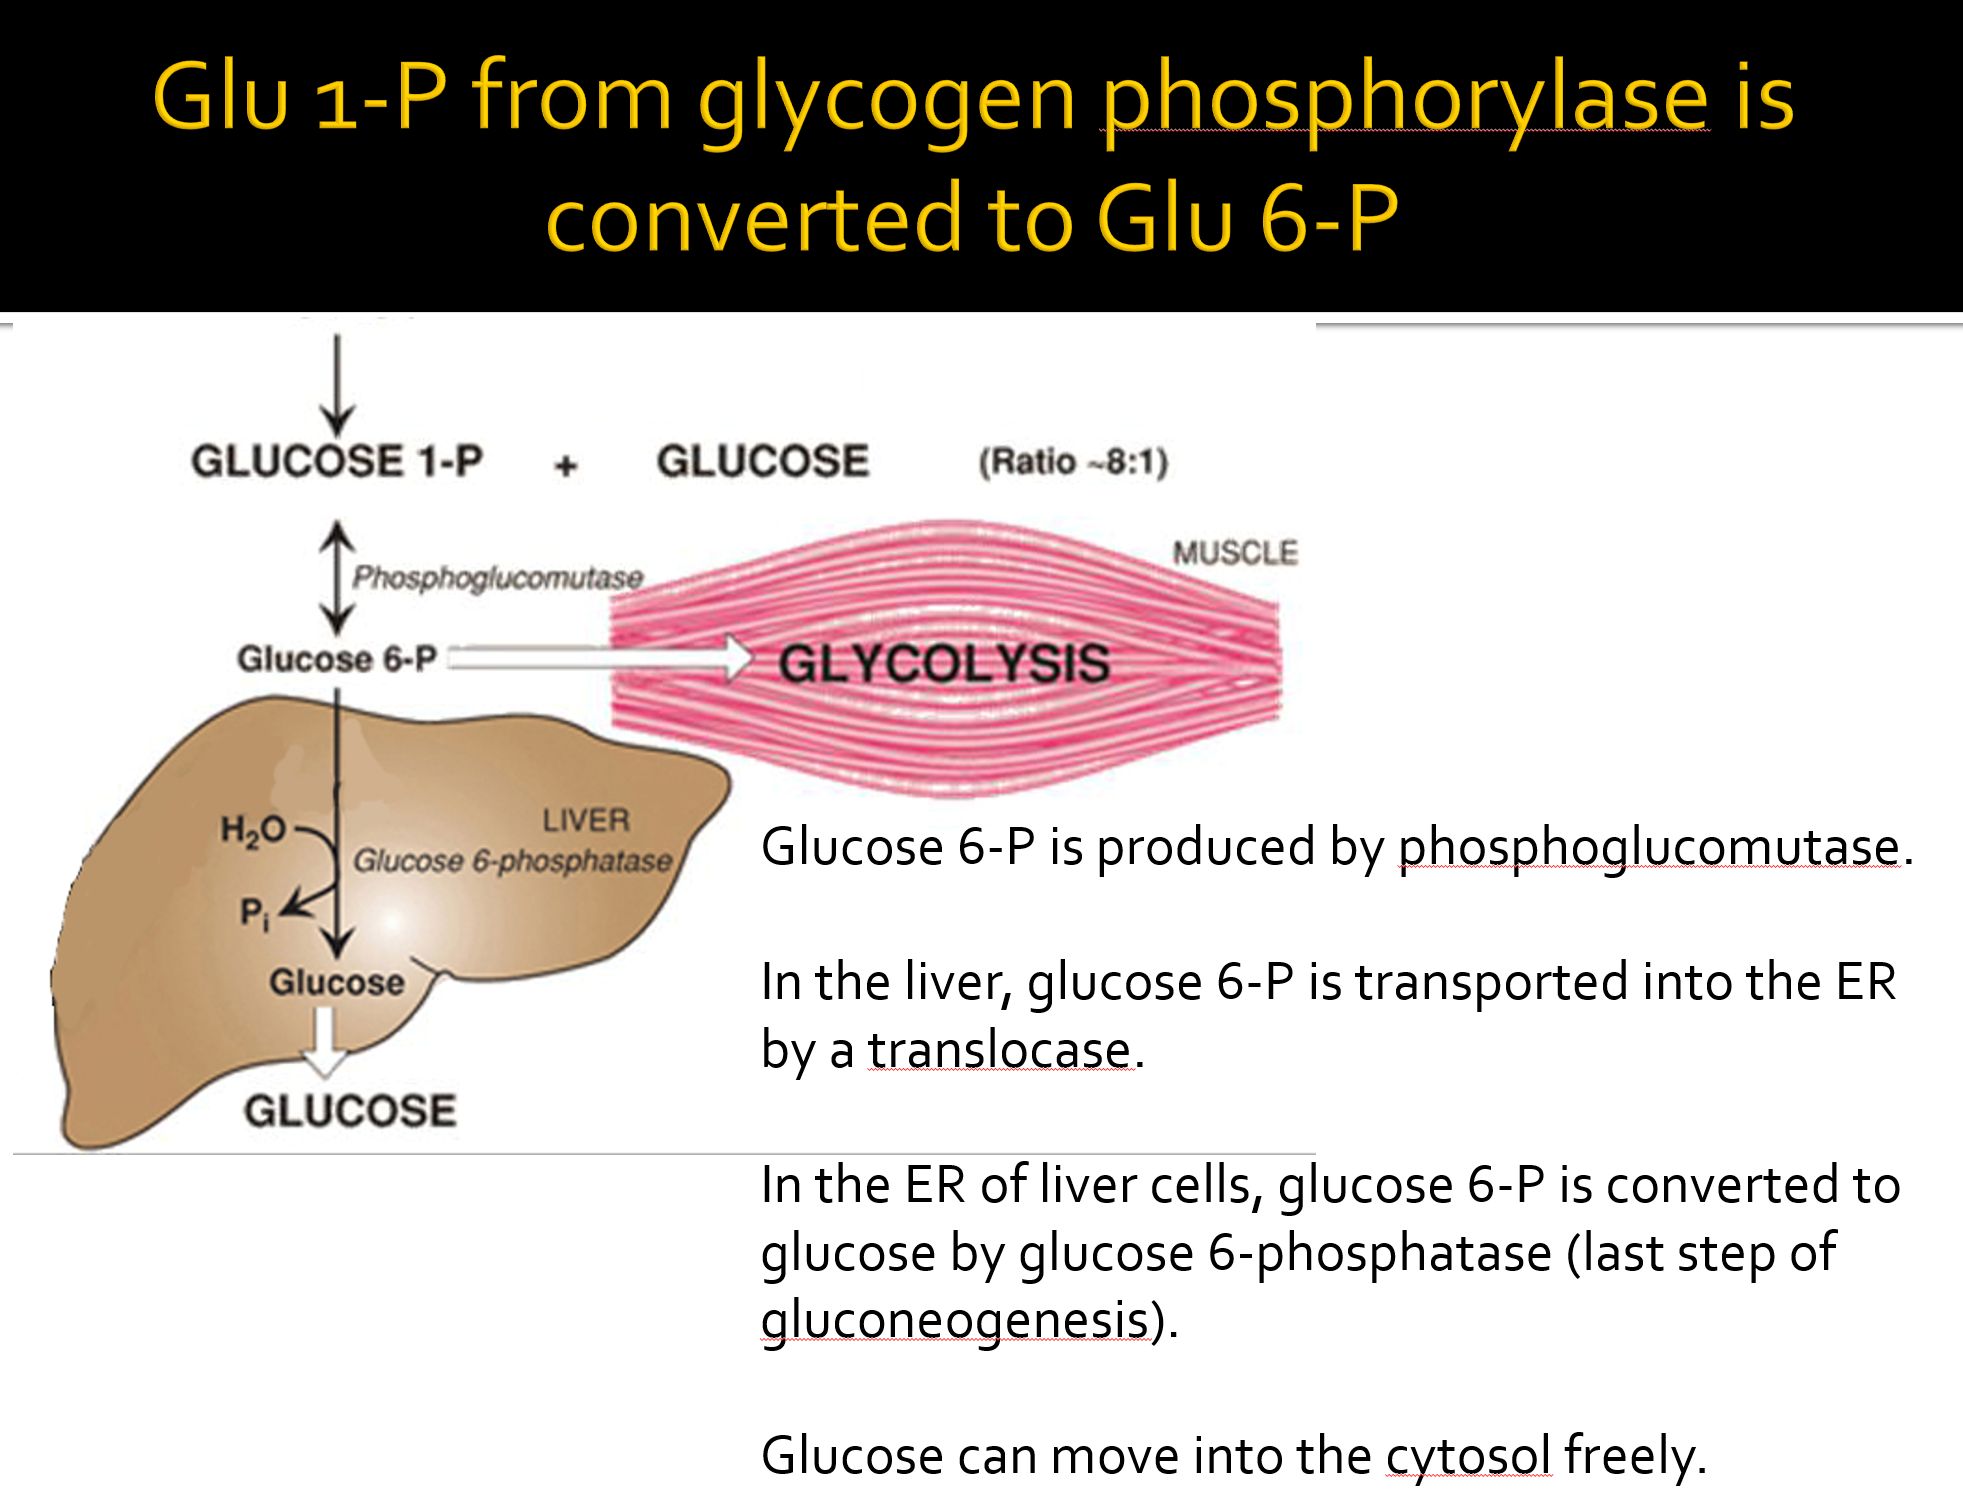 Glu 1-P from glycogen phosphorylase is
converted to Glu 6-P
GLUCOSE 1-P + GLUCOSE (Ratio ~8:1)
MUSCLE
Phosphoglucomutase
Glucose 6-P
GLYCOLYSIS
LIVER
H₂O
Glucose 6-phosphatase
Pᵢ
Glucose
GLUCOSE
Glucose 6-P is produced by phosphoglucomutase.
In the liver, glucose 6-P is transported into the ER
by a translocase.
In the ER of liver cells, glucose 6-P is converted to
glucose by glucose 6-phosphatase (last step of
gluconeogenesis).
Glucose can move into the cytosol freely.